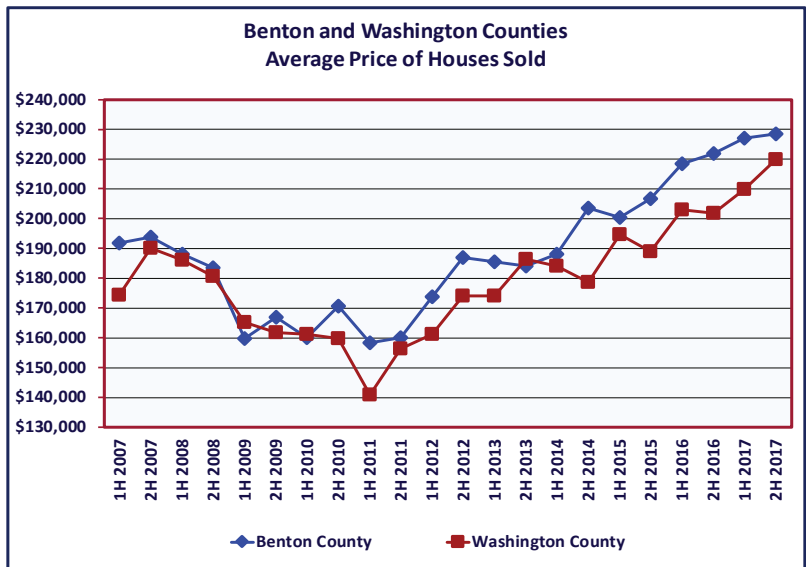 Benton and Washington Counties
Average Price of Houses Sold
$240,000
$230,000
$220,000
$210,000
$200,000
$190,000
$180,000
$170,000
$160,000
$150,000
$140,000
$130,000
1H 2007
2H 2007
1H 2008
2H 2008
1H 2009
2H 2009
1H 2010
2H 2010
1H 2011
2H 2011
1H 2012
2H 2012
1H 2013
2H 2013
1H 2014
2H 2014
1H 2015
2H 2015
1H 2016
2H 2016
1H 2017
2H 2017
Benton County Washington County